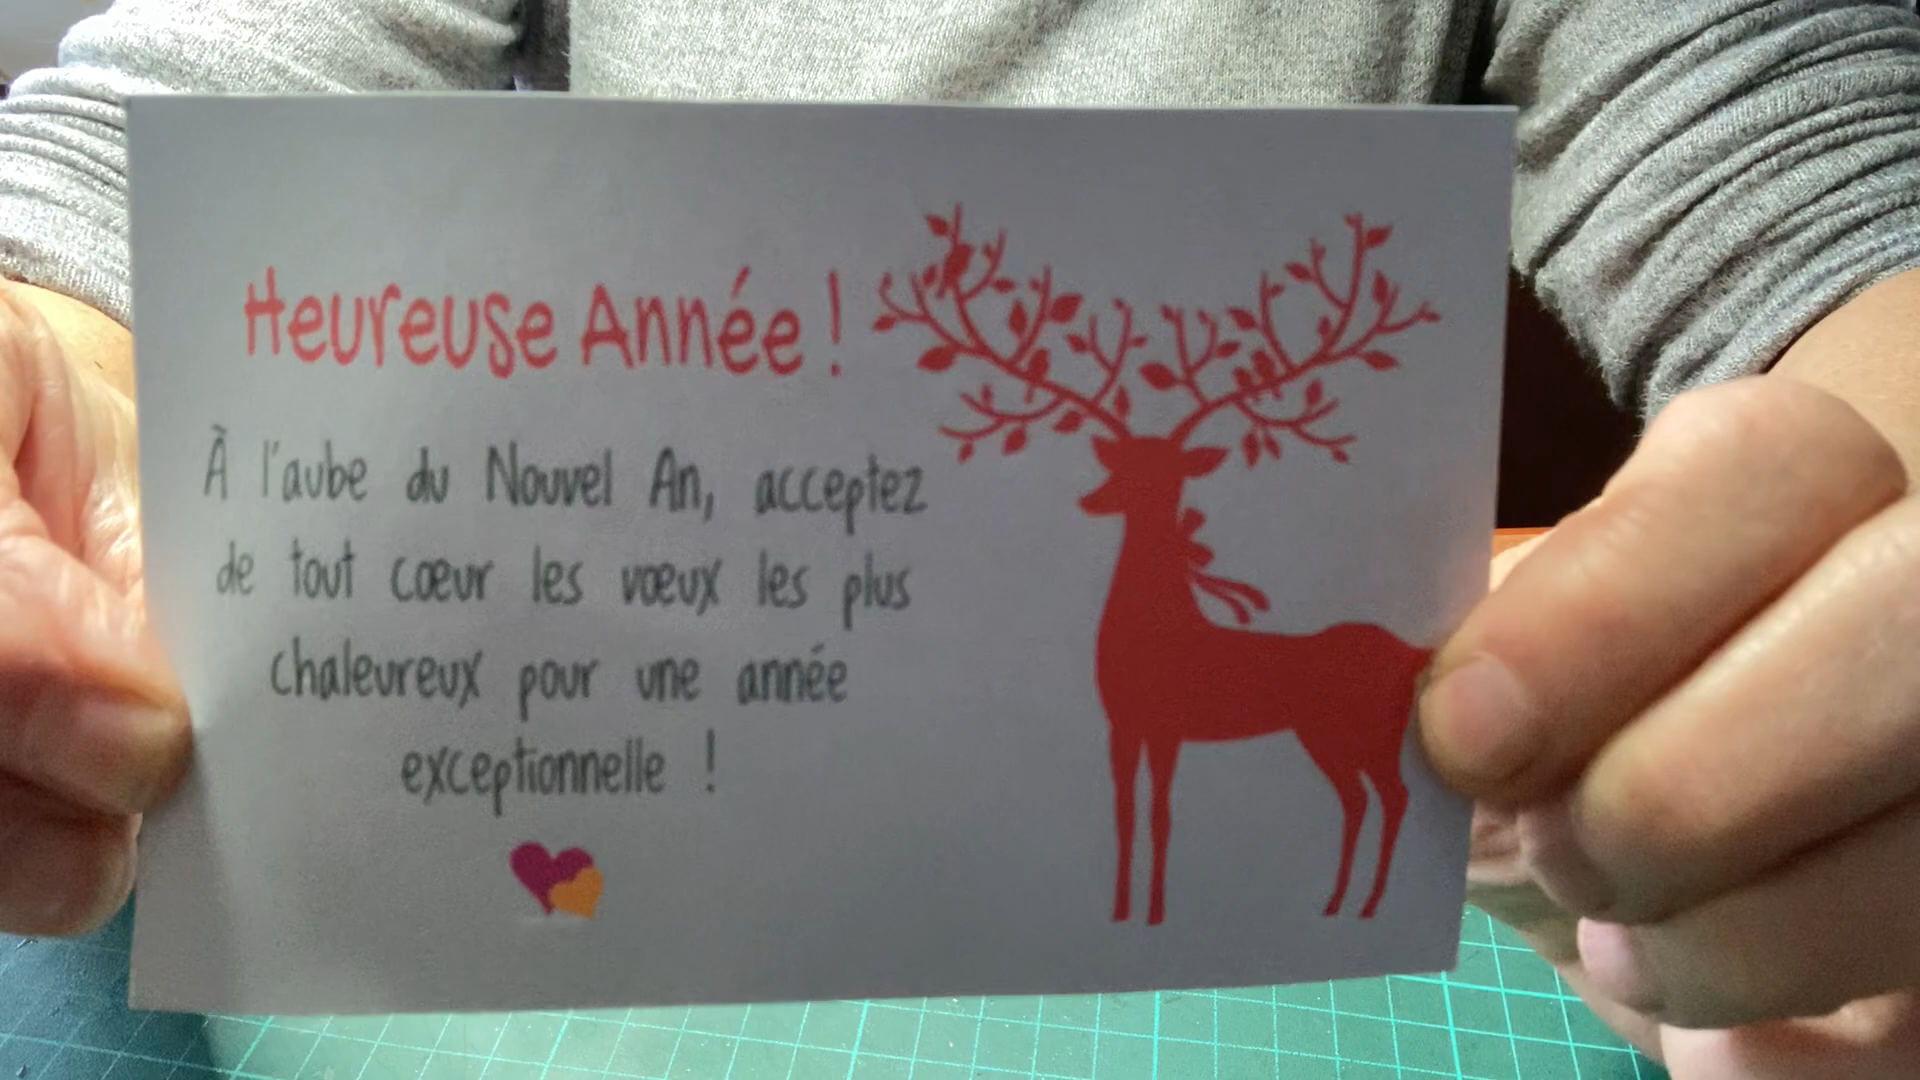 Heureuse Année !
À l'aube du Nouvel An, acceptez
de tout cœur les vœux les plus
chaleureux pour une année
exceptionnelle !